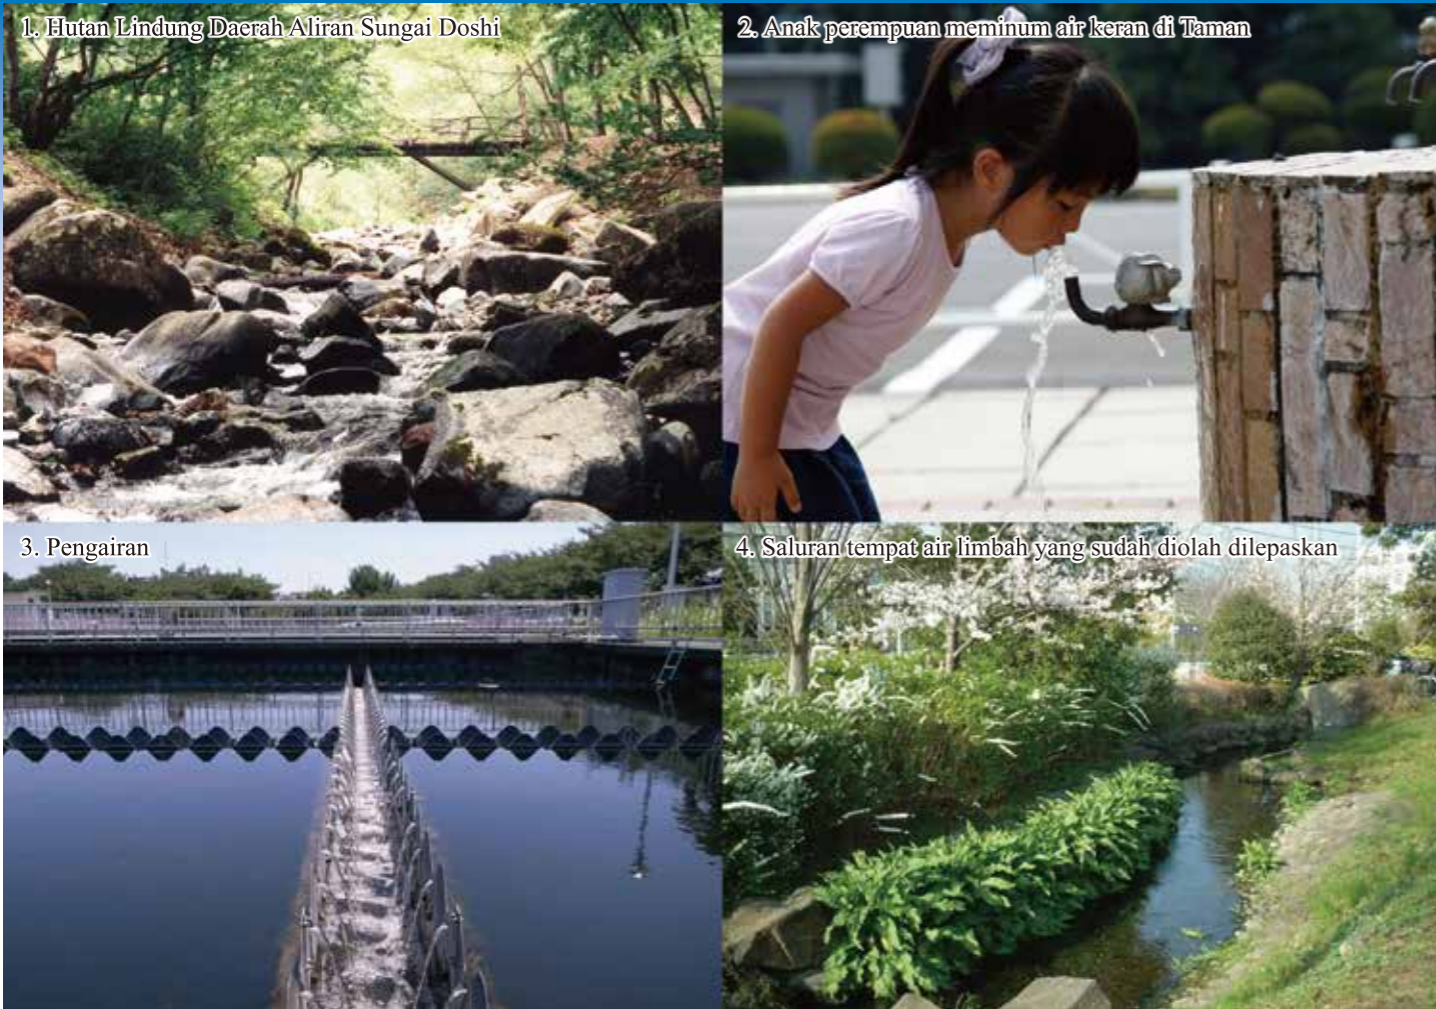 1. Hutan Lindung Daerah Aliran Sungai Doshi
2. Anak perempuan meminum air keran di Taman
3. Pengairan
4. Saluran tempat air limbah yang sudah diolah dilepaskan